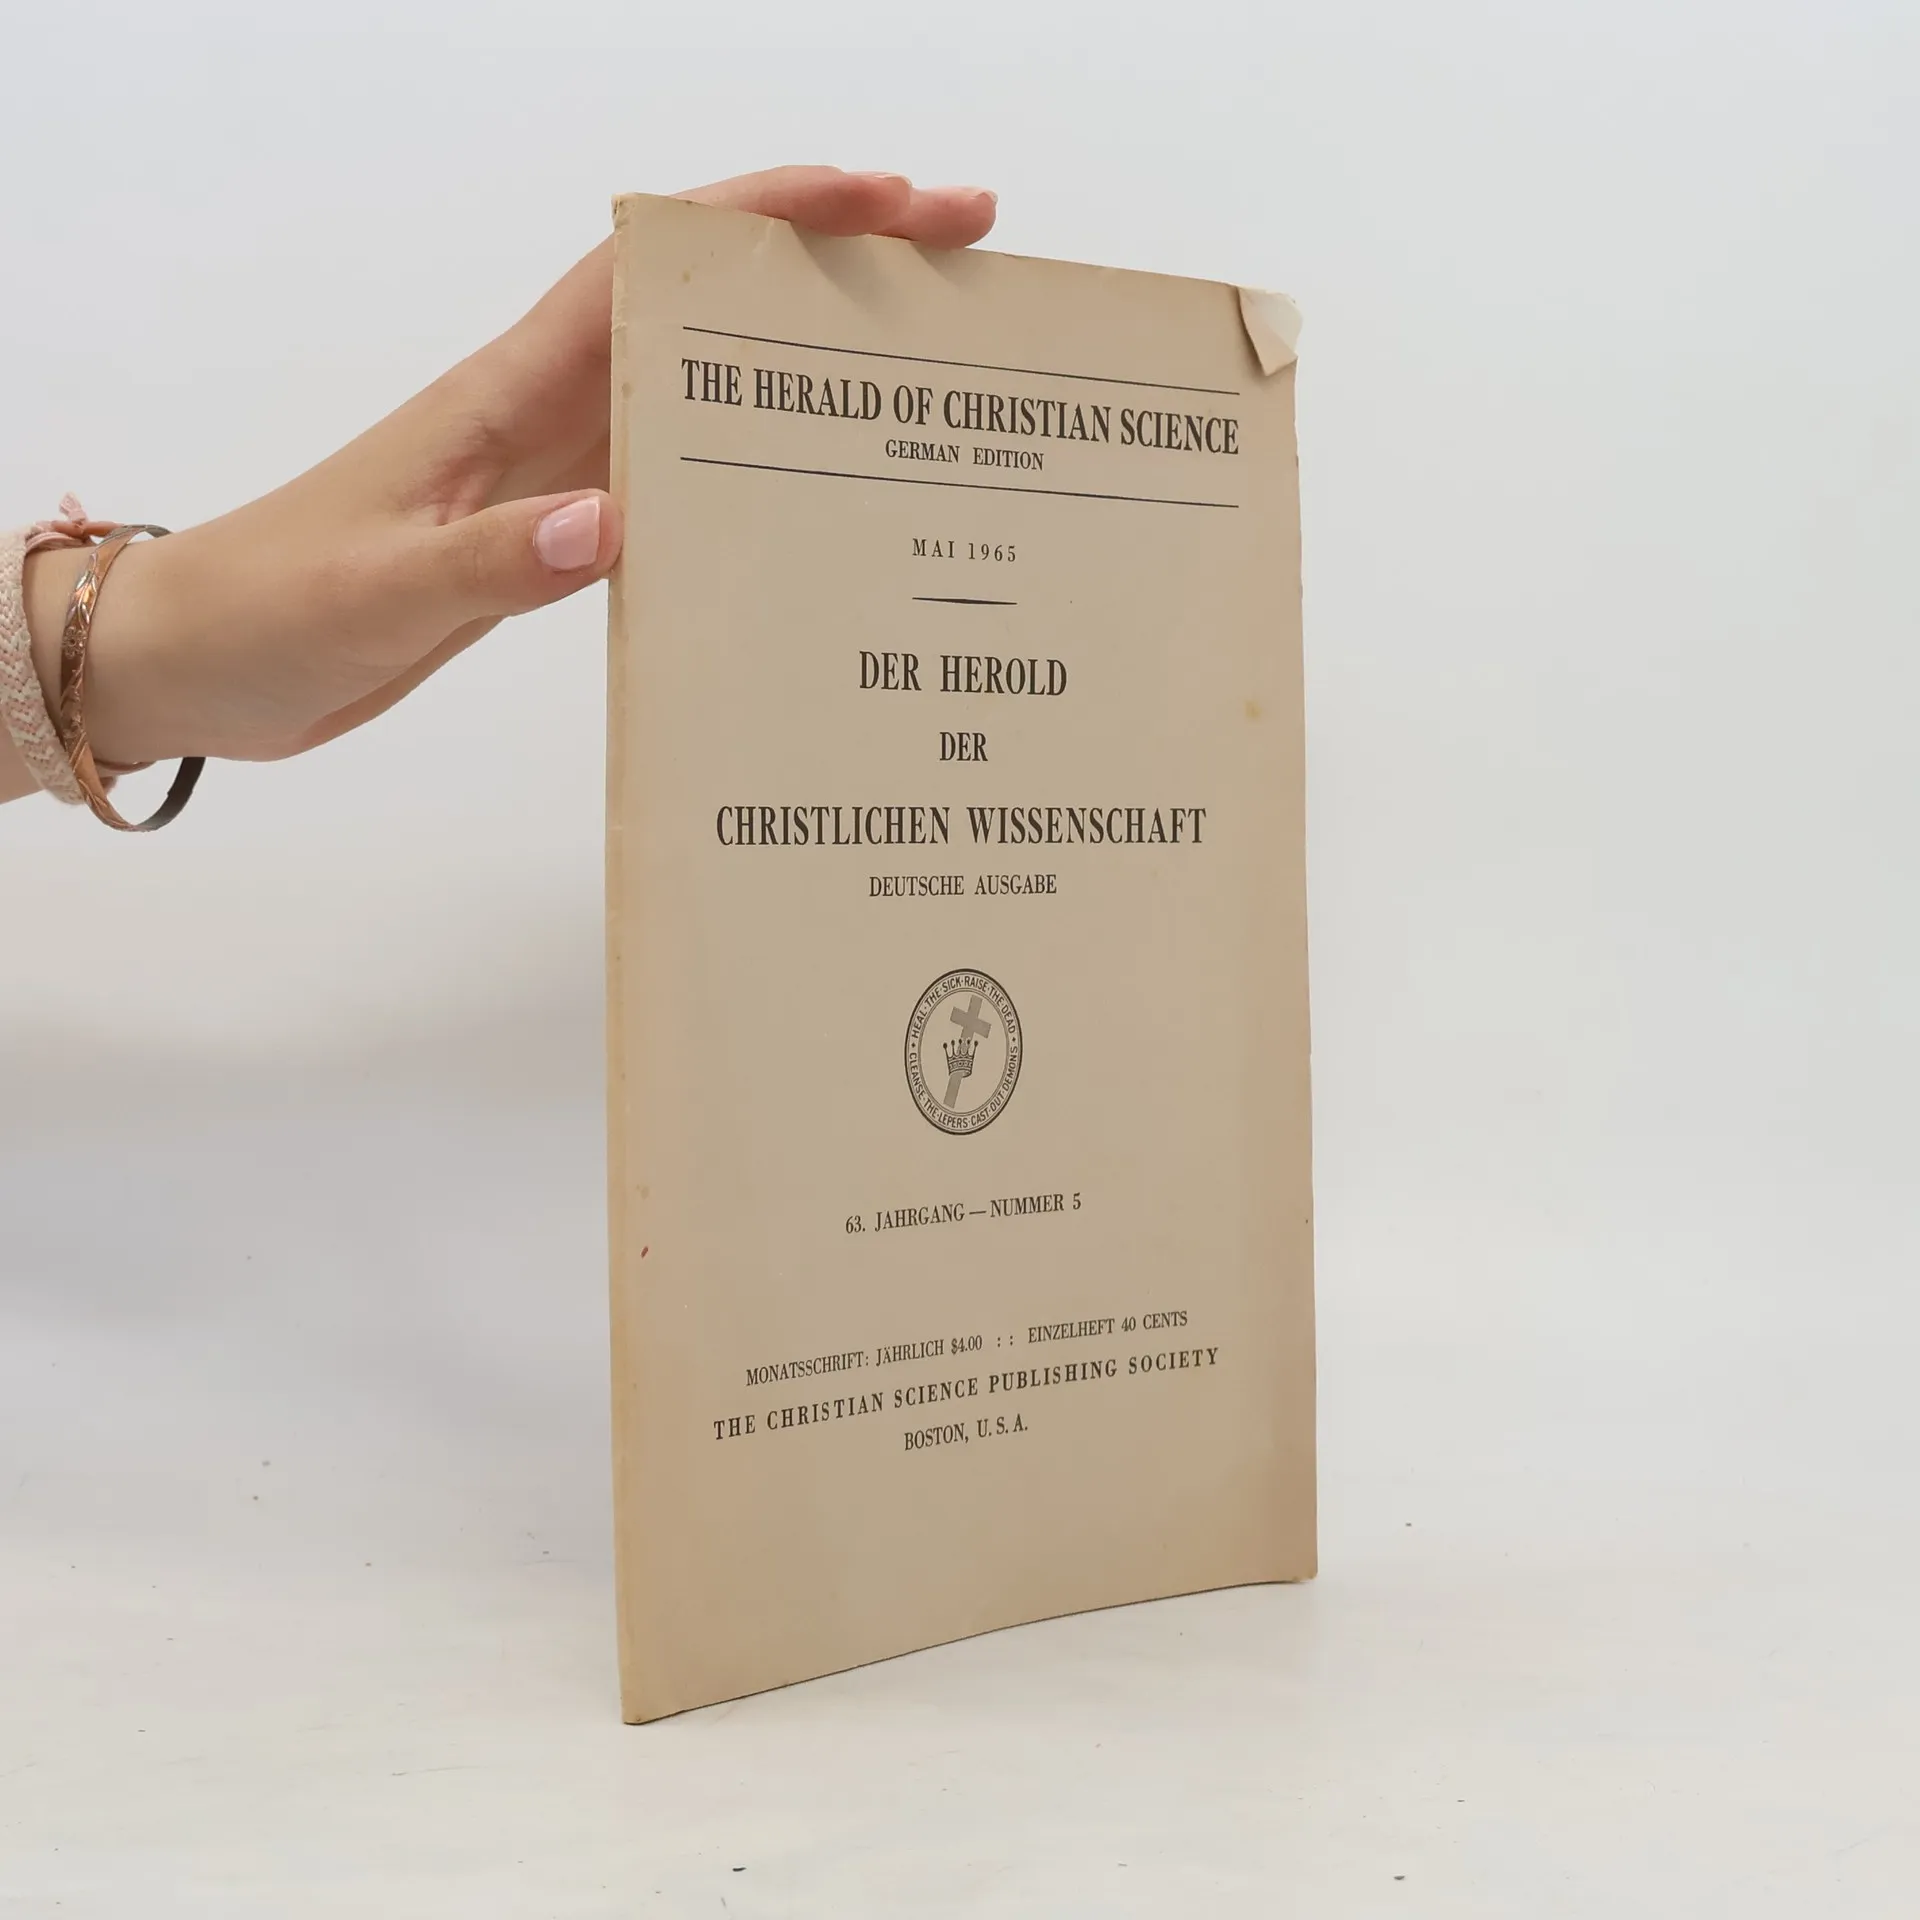 THE HERALD OF CHRISTIAN SCIENCE
GERMAN EDITION
MAI 1965
DER HEROLD
DER
CHRISTLICHEN WISSENSCHAFT
DEUTSCHE AUSGABE
HEAL·THE·SICK·RAISE·THE·DEAD
CLEANSE·THE·LEPERS·CAST·OUT·DEMONS
63. JAHRGANG — NUMMER 5
MONATSSCHRIFT: JÄHRLICH $4.00 : : EINZELHEFT 40 CENTS
THE CHRISTIAN SCIENCE PUBLISHING SOCIETY
BOSTON, U. S. A.